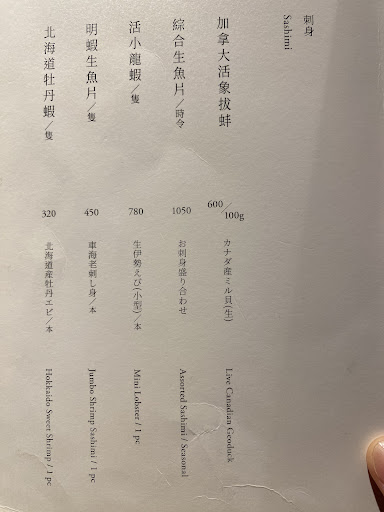 刺身
Sashimi
加拿大活象拔蚌
600/100g
カナダ産ミル貝(生)
Live Canadian Geoduck
綜合生魚片/時令
1050
お刺身盛り合わせ
Assorted Sashimi / Seasonal
活小龍蝦/隻
780
生伊勢えび(小型)/本
Mini Lobster / 1 pc
明蝦生魚片/隻
450
車海老刺し身/本
Jumbo Shrimp Sashimi / 1 pc
北海道牡丹蝦/隻
320
北海道産牡丹エビ/本
Hokkaido Sweet Shrimp / 1 pc